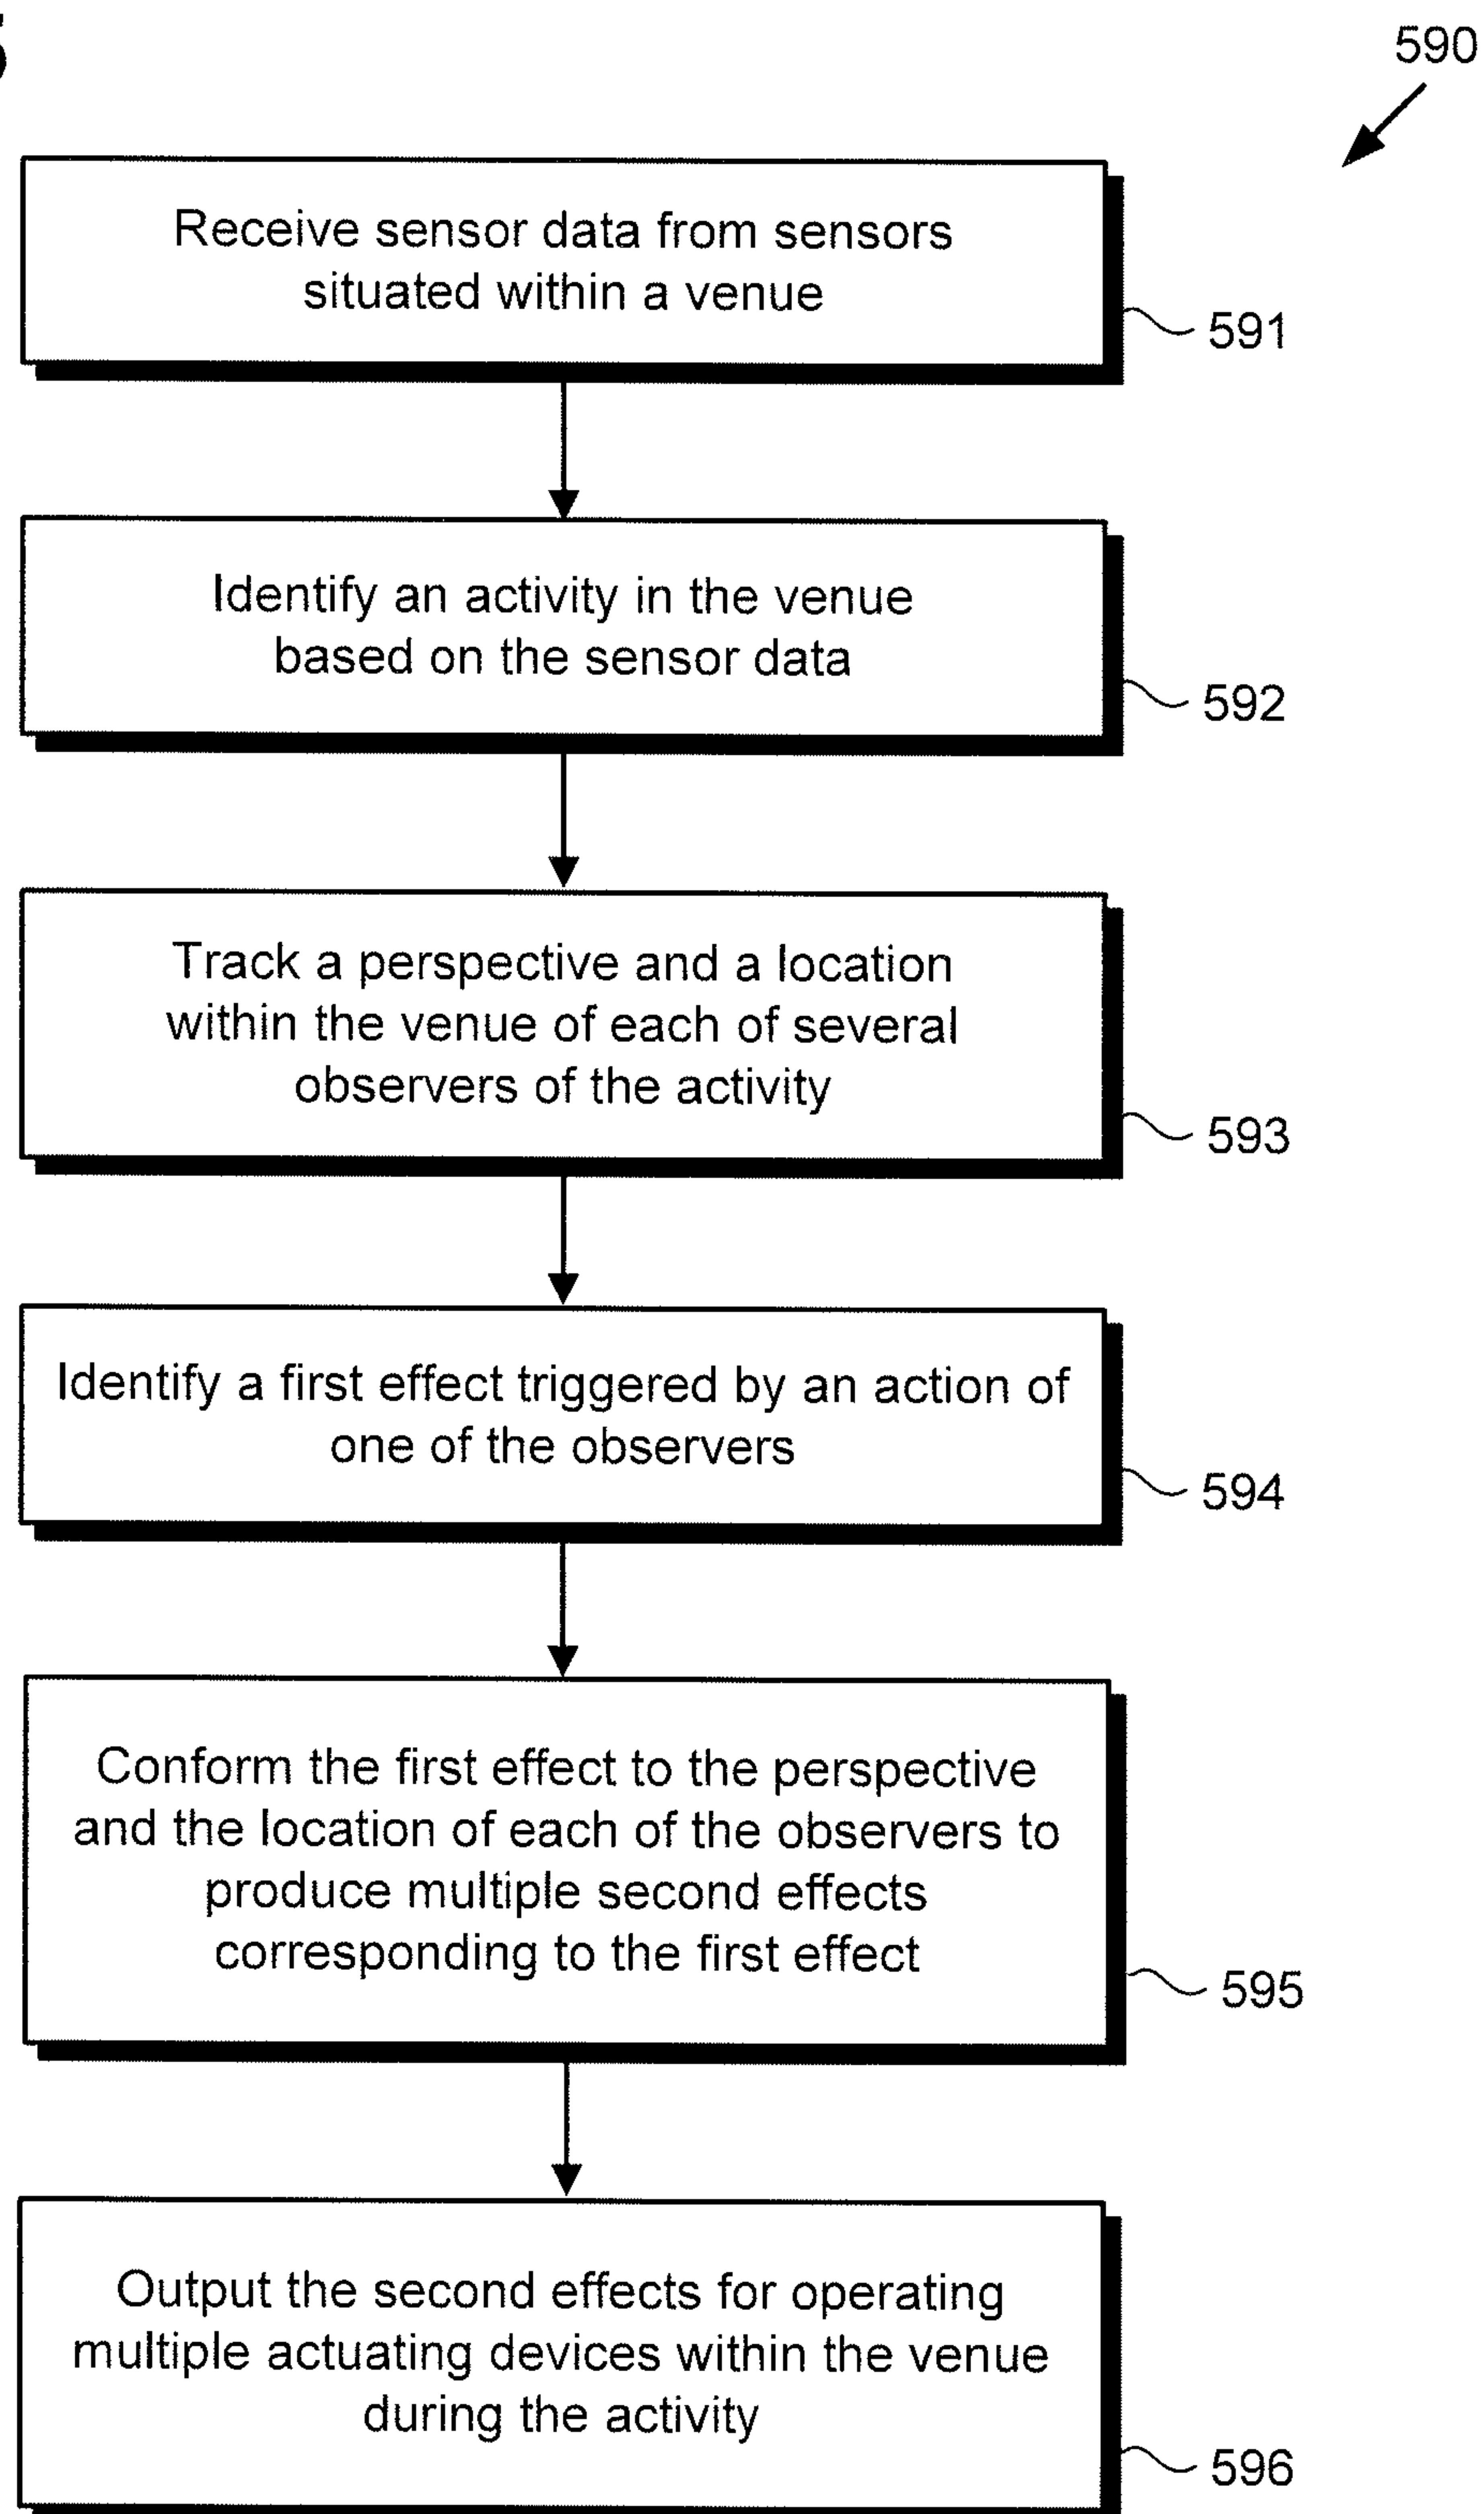 590
Receive sensor data from sensors
situated within a venue
591
Identify an activity in the venue
based on the sensor data
592
Track a perspective and a location
within the venue of each of several
observers of the activity
593
Identify a first effect triggered by an action of
one of the observers
594
Conform the first effect to the perspective
and the location of each of the observers to
produce multiple second effects
corresponding to the first effect
595
Output the second effects for operating
multiple actuating devices within the venue
during the activity
596